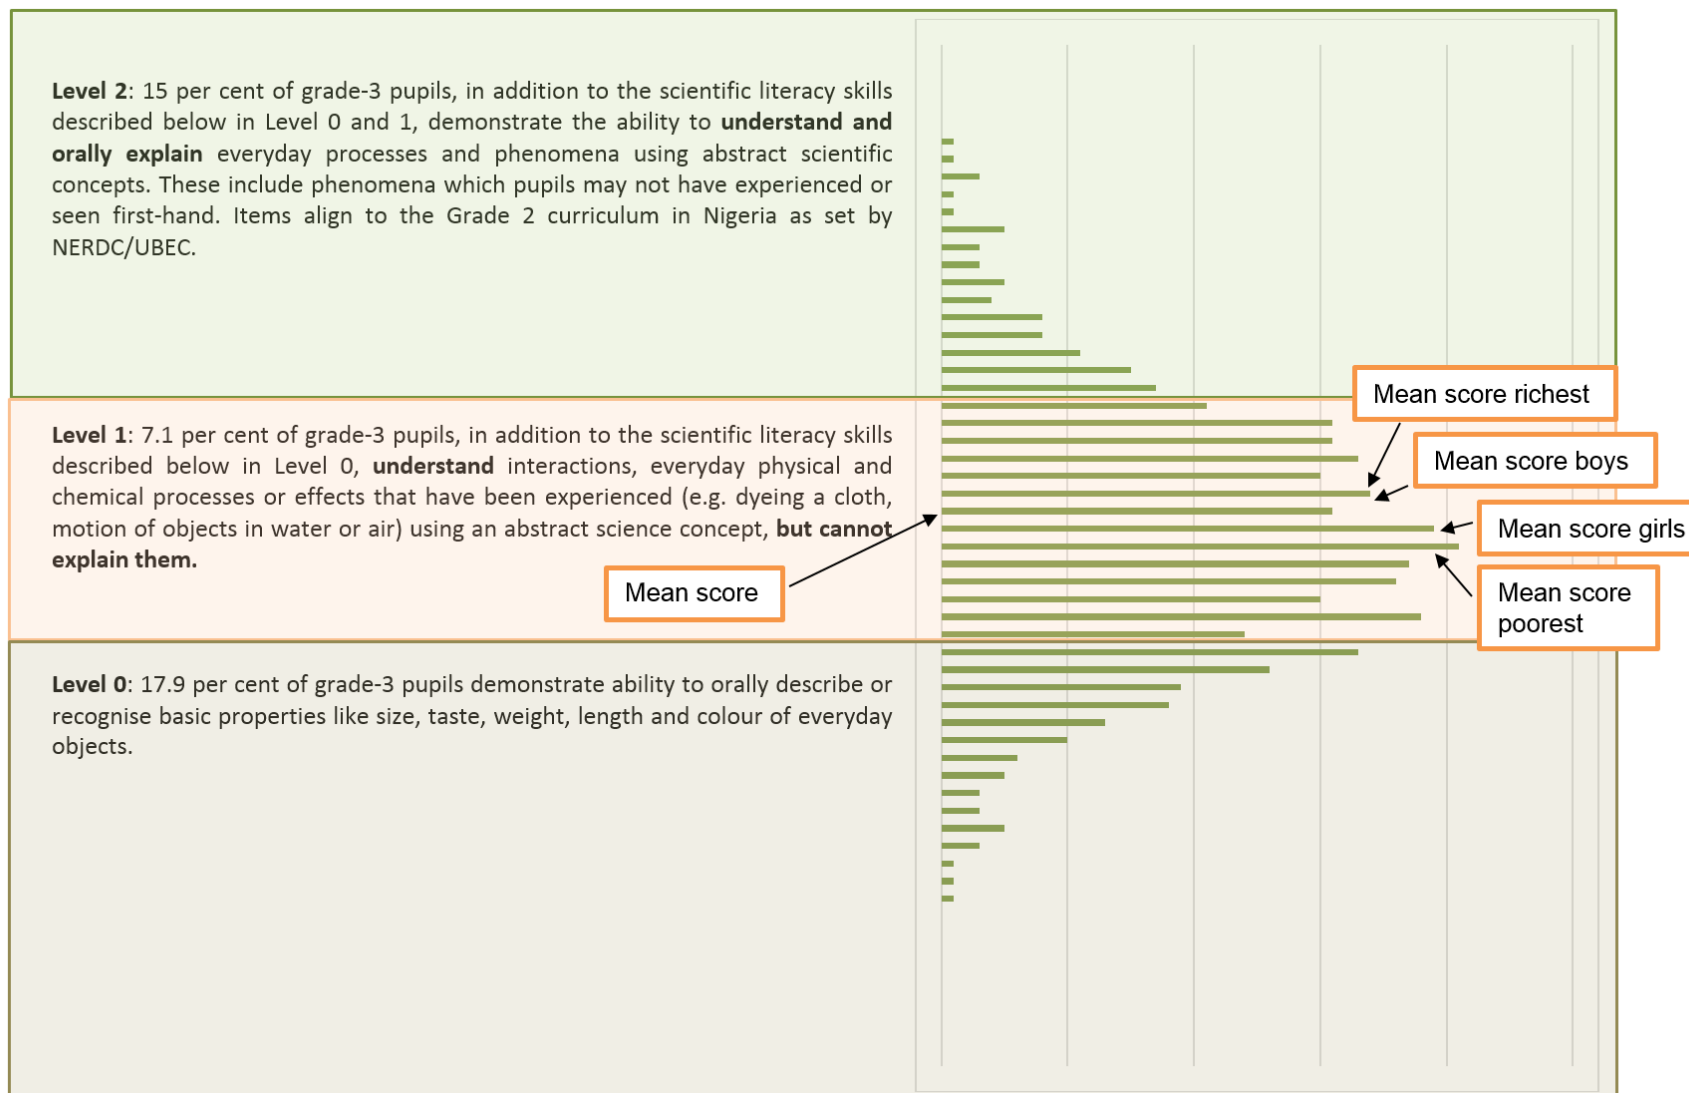 Level 2: 15 per cent of grade-3 pupils, in addition to the scientific literacy skills
described below in Level 0 and 1, demonstrate the ability to understand and
orally explain everyday processes and phenomena using abstract scientific
concepts. These include phenomena which pupils may not have experienced or
seen first-hand. Items align to the Grade 2 curriculum in Nigeria as set by
NERDC/UBEC.
Mean score richest
Level 1: 7.1 per cent of grade-3 pupils, in addition to the scientific literacy skills
described below in Level 0, understand interactions, everyday physical and
chemical processes or effects that have been experienced (e.g. dyeing a cloth,
motion of objects in water or air) using an abstract science concept, but cannot
explain them.
Mean score boys
Mean score girls
Mean score
Mean score
poorest
Level 0: 17.9 per cent of grade-3 pupils demonstrate ability to orally describe or
recognise basic properties like size, taste, weight, length and colour of everyday
objects.